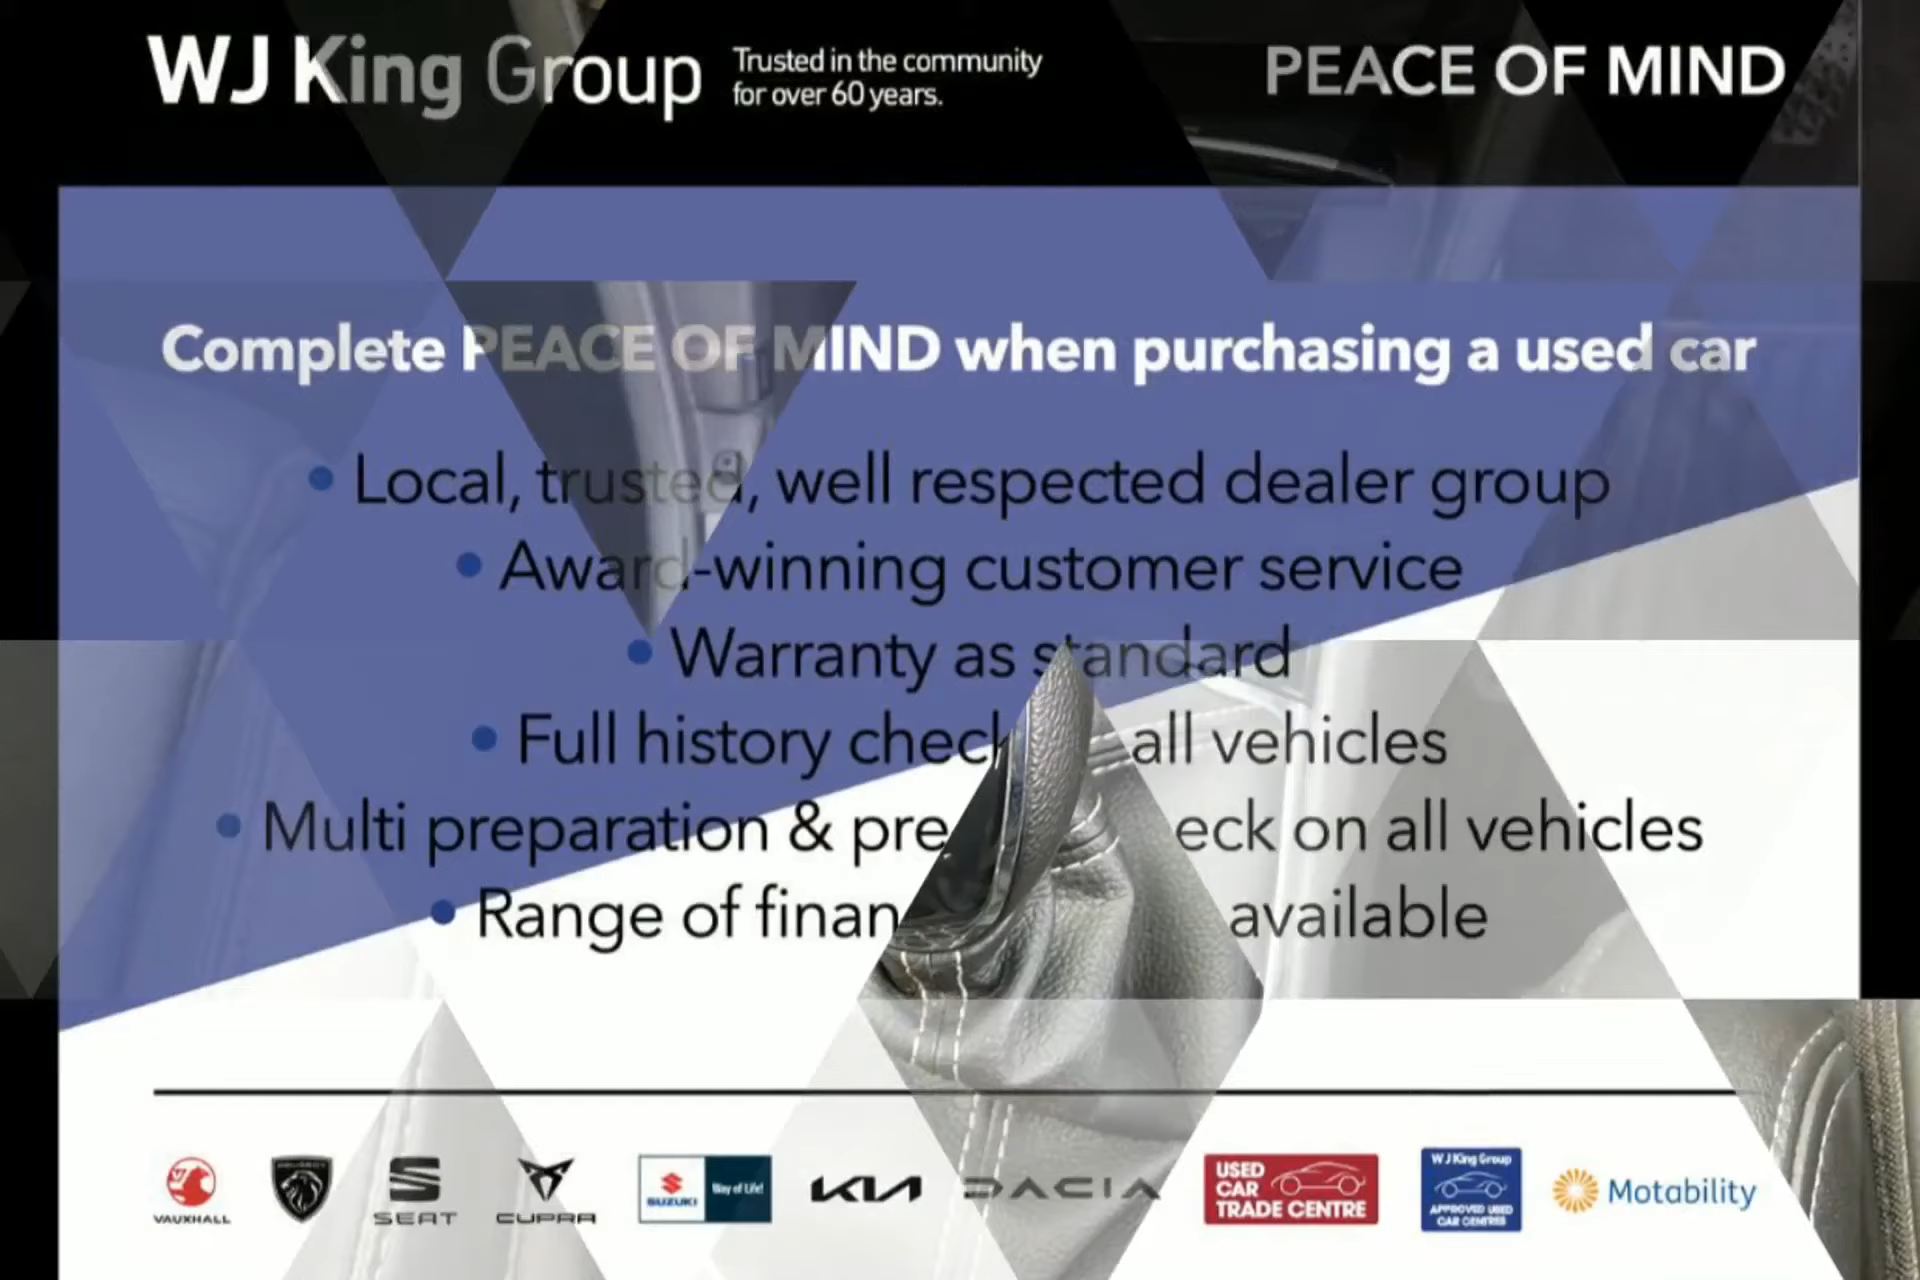 WJ King Group
Trusted in the community
for over 60 years.
PEACE OF MIND
Complete PEACE OF MIND when purchasing a used car
• Local, trusted, well respected dealer group
• Award-winning customer service
• Warranty as standard
• Full history check all vehicles
• Multi preparation & pre eck on all vehicles
• Range of finan available
VAUXHALL
PEUGEOT
SEAT
CUPRA
SUZUKI
Way of Life!
KIA
DACIA
USED
CAR
TRADE CENTRE
W J King Group
APPROVED USED
CAR CENTRES
Motability